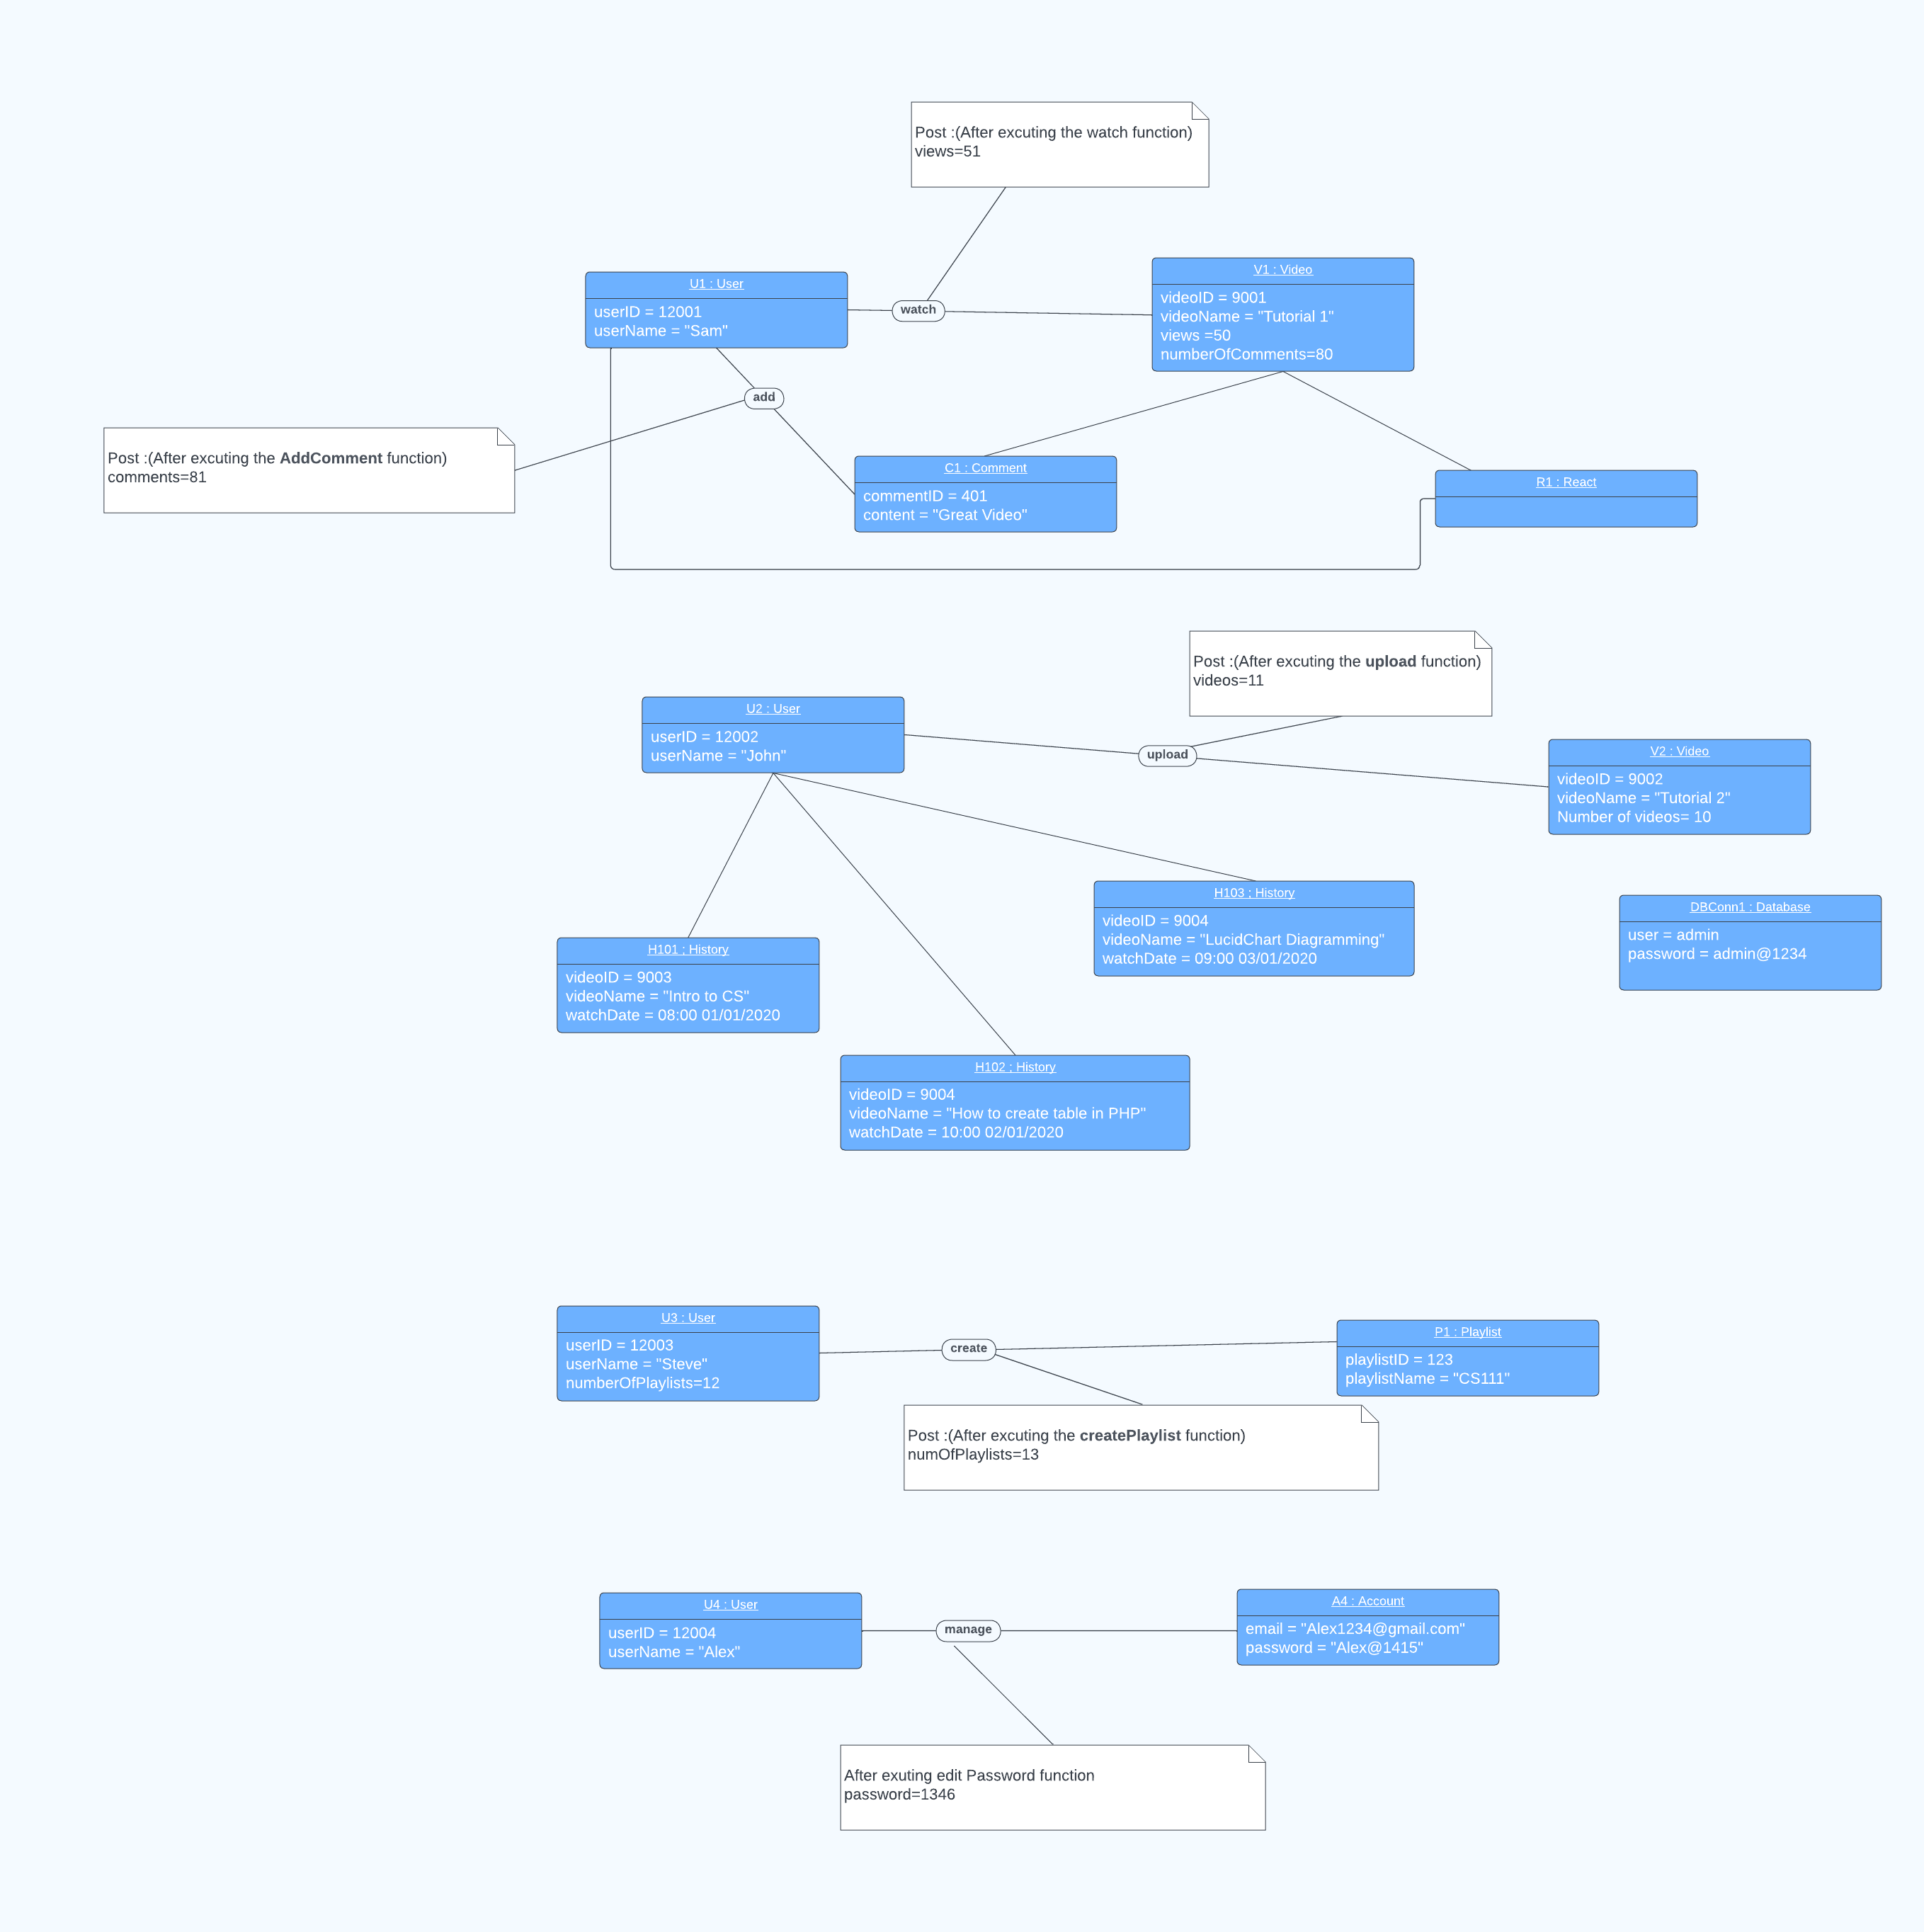 Post :(After excuting the watch function)
views=51
U1 : User
userID = 12001
userName = "Sam"
watch
V1 : Video
videoID = 9001
videoName = "Tutorial 1"
views =50
numberOfComments=80
add
Post :(After excuting the AddComment function)
comments=81
C1 : Comment
commentID = 401
content = "Great Video"
R1 : React
Post :(After excuting the upload function)
videos=11
U2 : User
userID = 12002
userName = "John"
upload
V2 : Video
videoID = 9002
videoName = "Tutorial 2"
Number of videos= 10
H103 : History
videoID = 9004
videoName = "LucidChart Diagramming"
watchDate = 09:00 03/01/2020
DBConn1 : Database
user = admin
password = admin@1234
H101 : History
videoID = 9003
videoName = "Intro to CS"
watchDate = 08:00 01/01/2020
H102 : History
videoID = 9004
videoName = "How to create table in PHP"
watchDate = 10:00 02/01/2020
U3 : User
userID = 12003
userName = "Steve"
numberOfPlaylists=12
create
P1 : Playlist
playlistID = 123
playlistName = "CS111"
Post :(After excuting the createPlaylist function)
numOfPlaylists=13
U4 : User
userID = 12004
userName = "Alex"
manage
A4 : Account
email = "Alex1234@gmail.com"
password = "Alex@1415"
After exuting edit Password function
password=1346